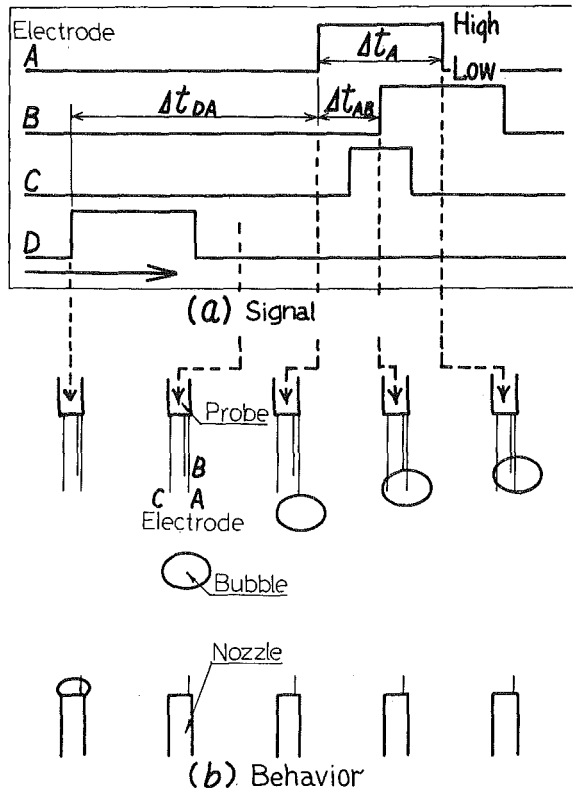 Electrode
A
High
Δt_A
Low
Δt_DA
Δt_AB
B
C
D
(a) Signal
Probe
B
C A
Electrode
Bubble
Nozzle
(b) Behavior